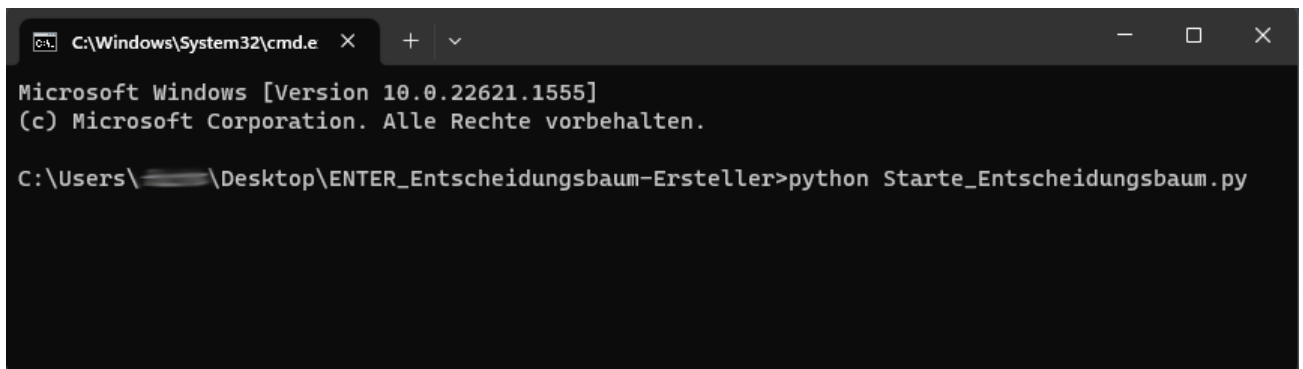 C:\Windows\System32\cmd.e
Microsoft Windows [Version 10.0.22621.1555]
(c) Microsoft Corporation. Alle Rechte vorbehalten.
C:\Users\ \Desktop\ENTER_Entscheidungsbaum-Ersteller>python Starte_Entscheidungsbaum.py